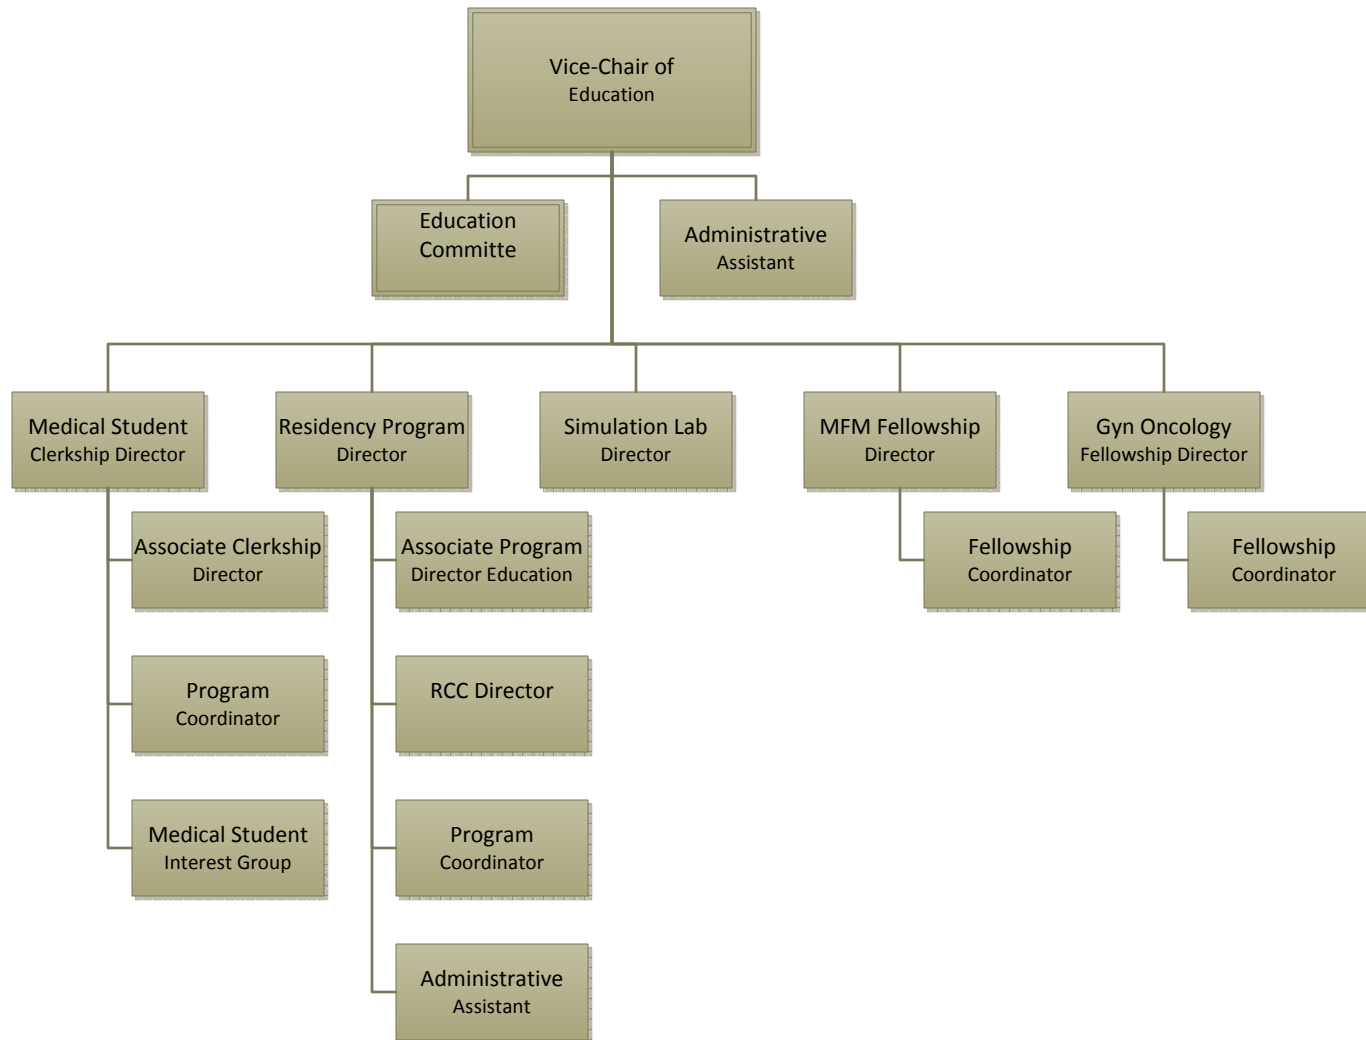 Vice-Chair of
Education
Education
Committe
Administrative
Assistant
Medical Student
Clerkship Director
Residency Program
Director
Simulation Lab
Director
MFM Fellowship
Director
Gyn Oncology
Fellowship Director
Associate Clerkship
Director
Associate Program
Director Education
Fellowship
Coordinator
Fellowship
Coordinator
Program
Coordinator
RCC Director
Medical Student
Interest Group
Program
Coordinator
Administrative
Assistant